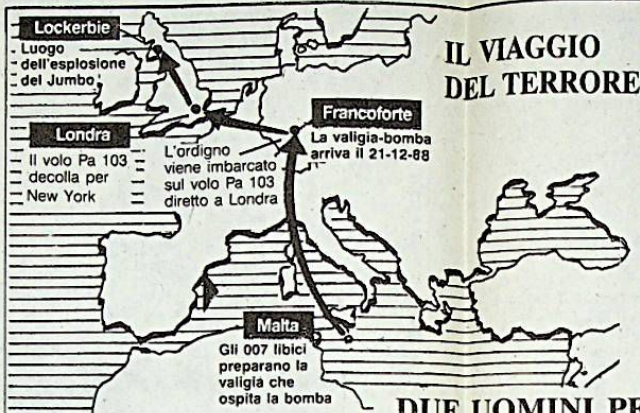 IL VIAGGIO
DEL TERRORE
Lockerbie
Luogo
dell'esplosione
del Jumbo
Londra
Il volo Pa 103
decolla per
New York
L'ordigno
viene imbarcato
sul volo Pa 103
diretto a Londra
Francoforte
La valigia-bomba
arriva il 21-12-88
Malta
Gli 007 libici
preparano la
valigia che
ospita la bomba
DUE UOMINI